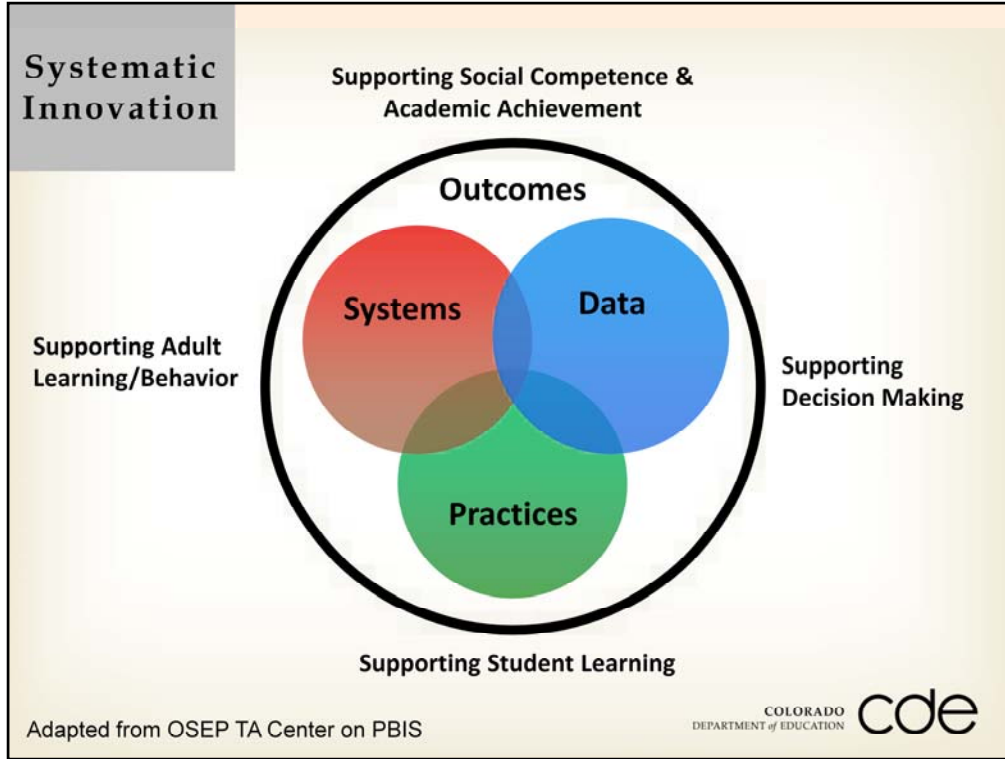 Systematic
Innovation
Supporting Social Competence &
Academic Achievement
Outcomes
Systems
Data
Practices
Supporting Adult
Learning/Behavior
Supporting
Decision Making
Supporting Student Learning
Adapted from OSEP TA Center on PBIS
COLORADO
DEPARTMENT of EDUCATION
cde